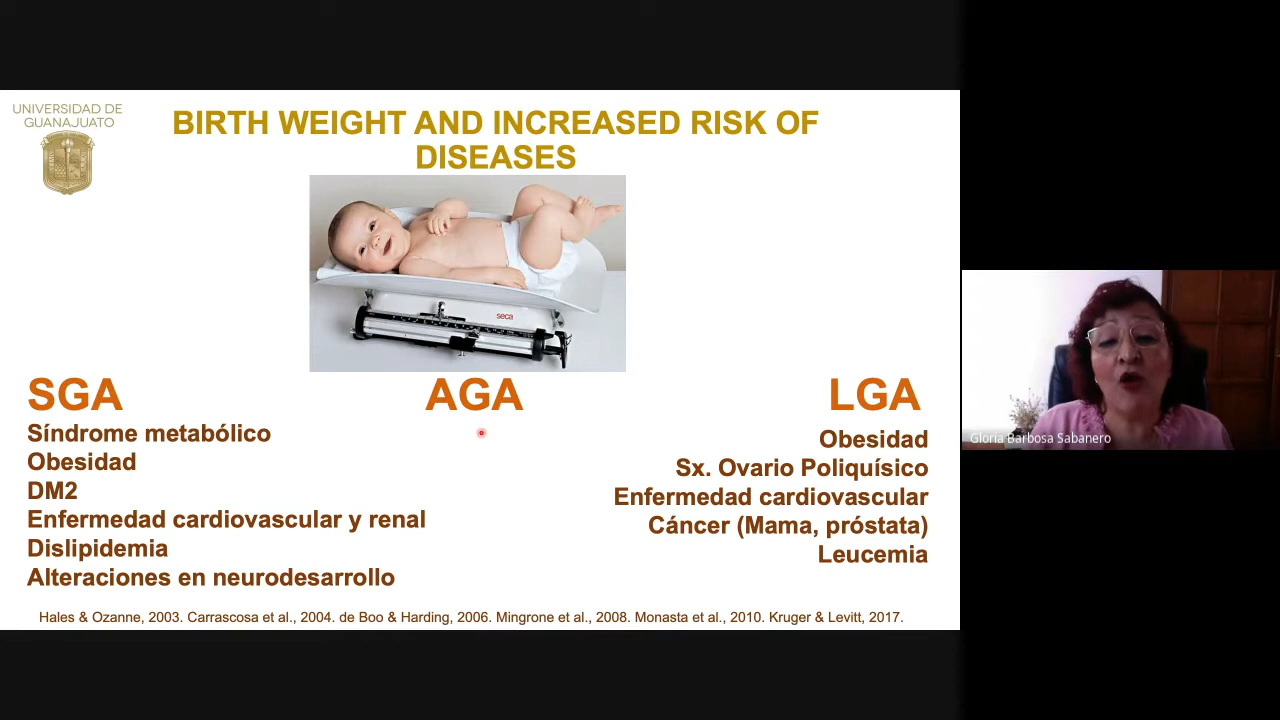 UNIVERSIDAD DE
GUANAJUATO
BIRTH WEIGHT AND INCREASED RISK OF
DISEASES
seca
SGA
AGA
LGA
Síndrome metabólico
Obesidad
DM2
Enfermedad cardiovascular y renal
Dislipidemia
Alteraciones en neurodesarrollo
Obesidad
Sx. Ovario Poliquísico
Enfermedad cardiovascular
Cáncer (Mama, próstata)
Leucemia
Hales & Ozanne, 2003. Carrascosa et al., 2004. de Boo & Harding, 2006. Mingrone et al., 2008. Monasta et al., 2010. Kruger & Levitt, 2017.
Gloria Barbosa Sabanero